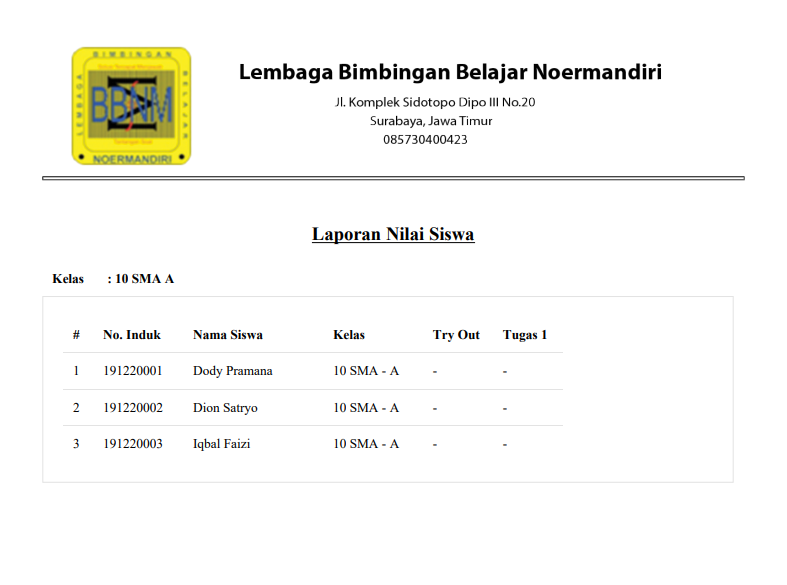 BIMBINGAN
LEMBAGA
BELAJAR
BBNM
NOERMANDIRI
Lembaga Bimbingan Belajar Noermandiri
Jl. Komplek Sidotopo Dipo III No.20
Surabaya, Jawa Timur
085730400423
Laporan Nilai Siswa
Kelas : 10 SMA A
# No. Induk Nama Siswa Kelas Try Out Tugas 1
1 191220001 Dody Pramana 10 SMA - A - -
2 191220002 Dion Satryo 10 SMA - A - -
3 191220003 Iqbal Faizi 10 SMA - A - -